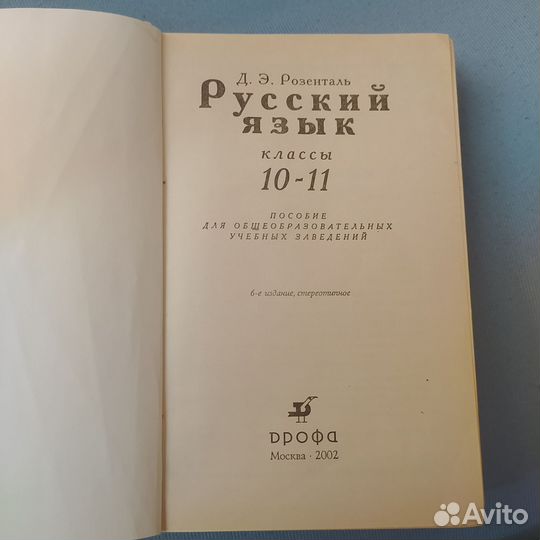 Д. Э. Розенталь
Русский
язык
классы
10-11
пособие
для общеобразовательных
учебных заведений
6-е издание, стереотипное
дрофа
Москва · 2002
Avito